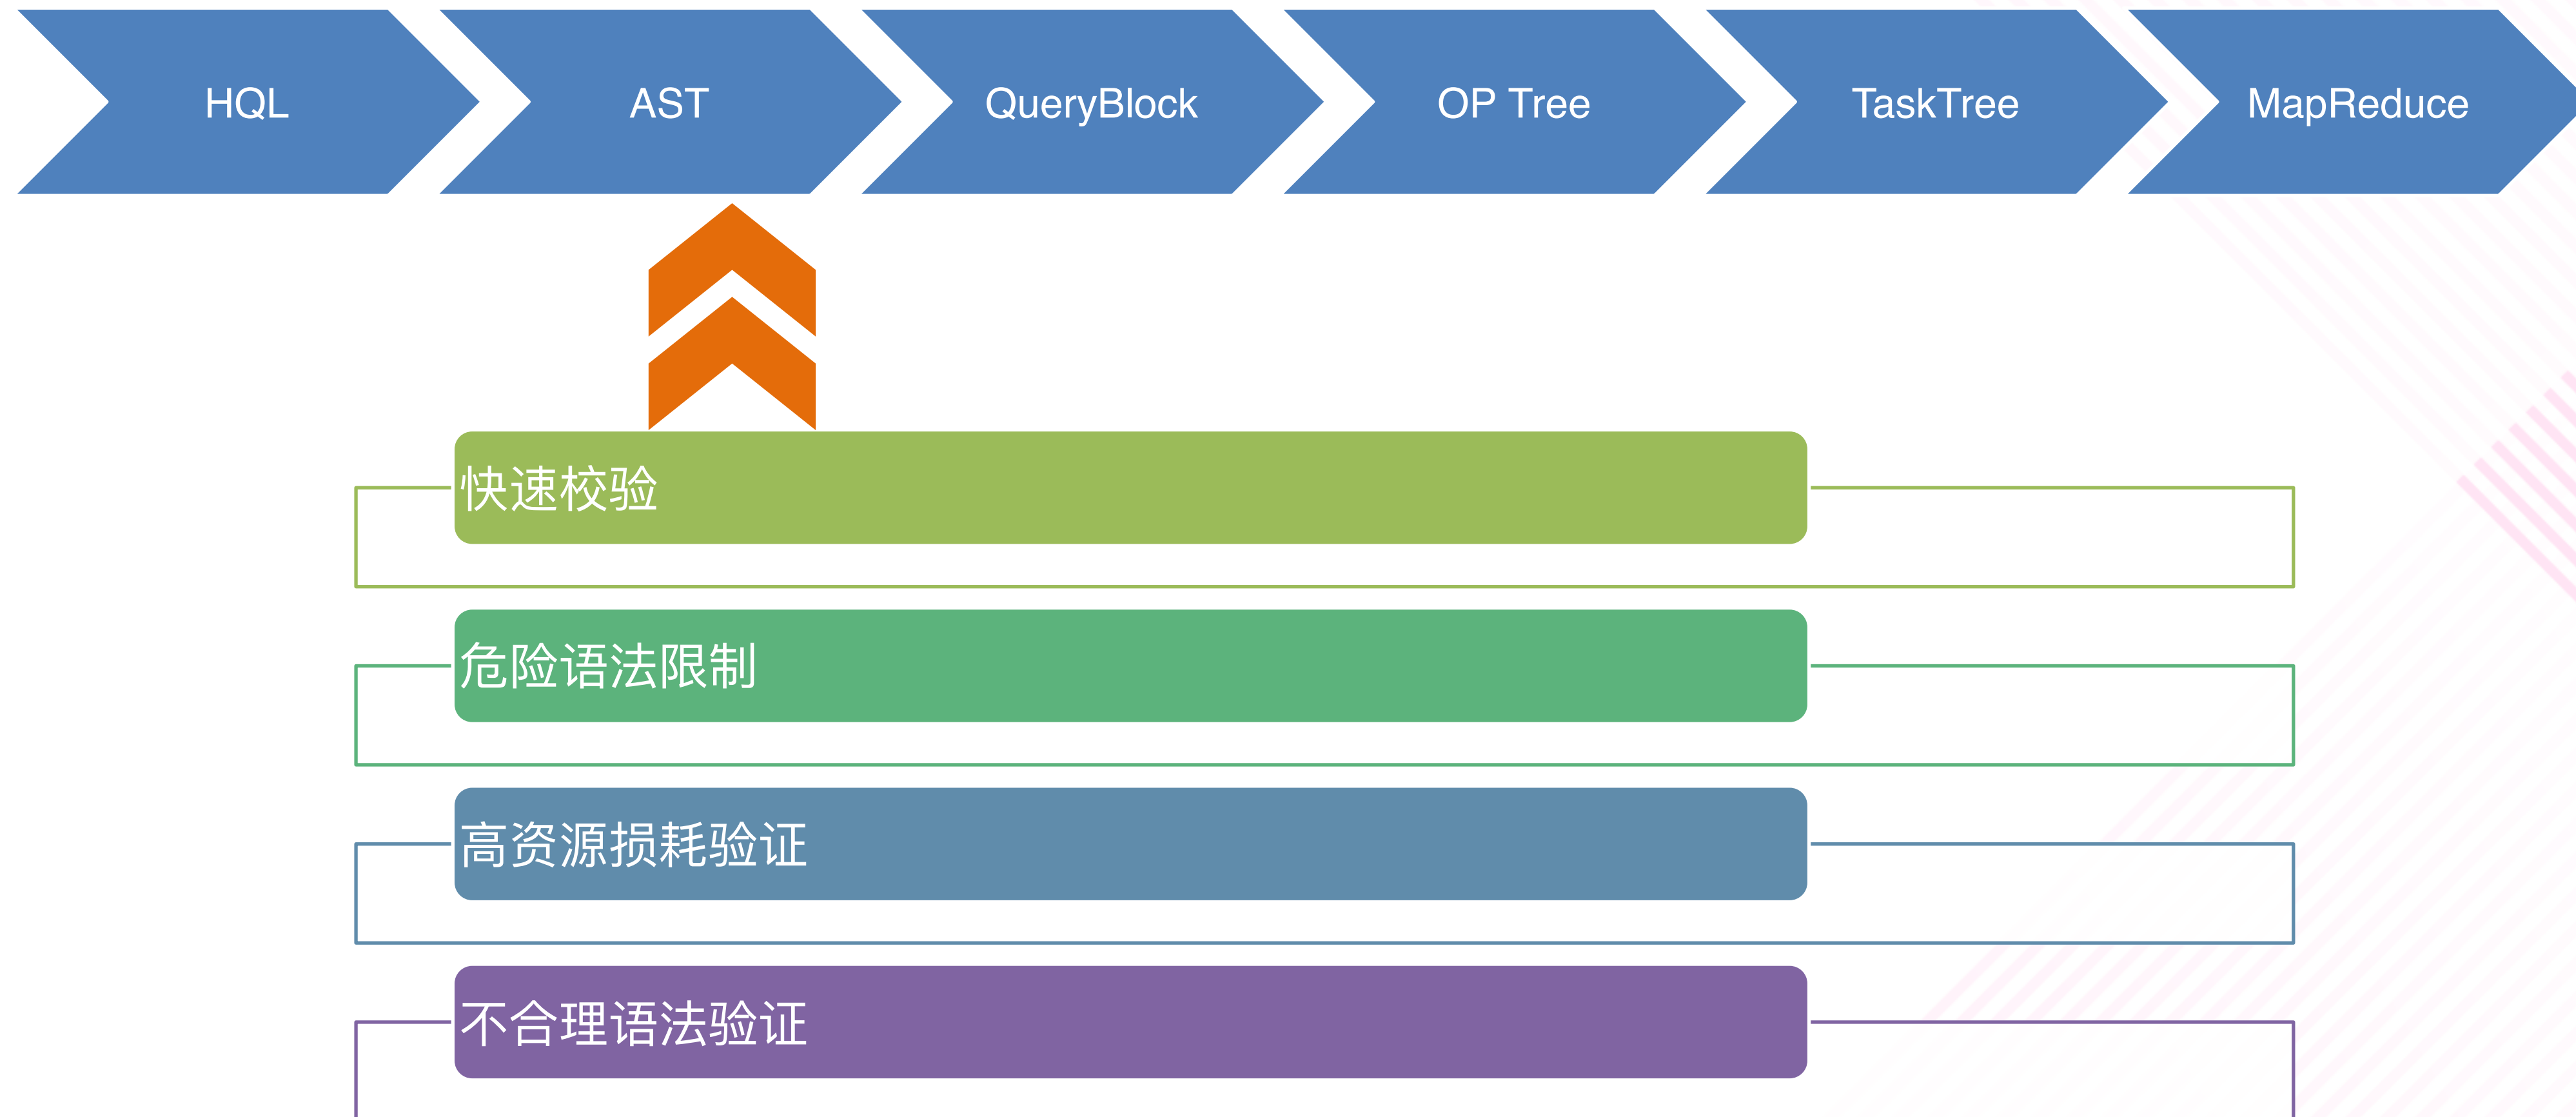 HQL
AST
QueryBlock
OP Tree
TaskTree
MapReduce
快速校验
危险语法限制
高资源损耗验证
不合理语法验证